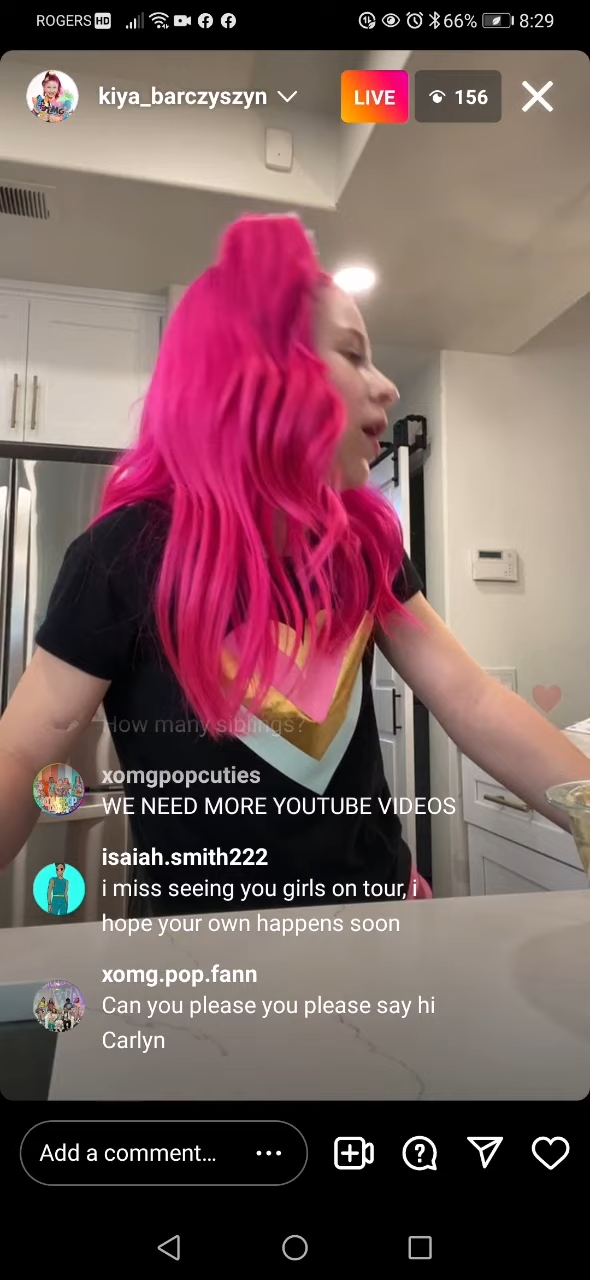 ROGERS HD
66% 8:29
kiya_barczyszyn
LIVE
156
How many siblings?
xomgpopcuties
WE NEED MORE YOUTUBE VIDEOS
isaiah.smith222
i miss seeing you girls on tour, i
hope your own happens soon
xomg.pop.fann
Can you please you please say hi
Carlyn
Add a comment...